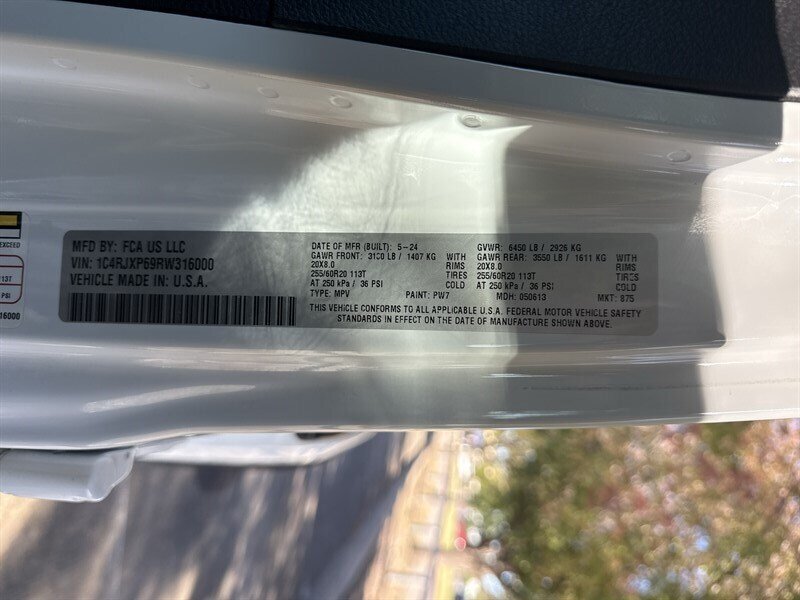 EXCEED
113T
PSI
16000
MFD BY: FCA US LLC
VIN: 1C4RJXP69RW316000
VEHICLE MADE IN: U.S.A.
DATE OF MFR (BUILT): 5-24
GAWR FRONT: 3100 LB / 1407 KG WITH
20X8.0 RIMS
255/60R20 113T TIRES
AT 250 kPa / 36 PSI COLD
TYPE: MPV PAINT: PW7
GVWR: 6450 LB / 2926 KG
GAWR REAR: 3550 LB / 1611 KG WITH
20X8.0 RIMS
255/60R20 113T TIRES
AT 250 kPa / 36 PSI COLD
MDH: 050613 MKT: 875
THIS VEHICLE CONFORMS TO ALL APPLICABLE U.S.A. FEDERAL MOTOR VEHICLE SAFETY
STANDARDS IN EFFECT ON THE DATE OF MANUFACTURE SHOWN ABOVE.